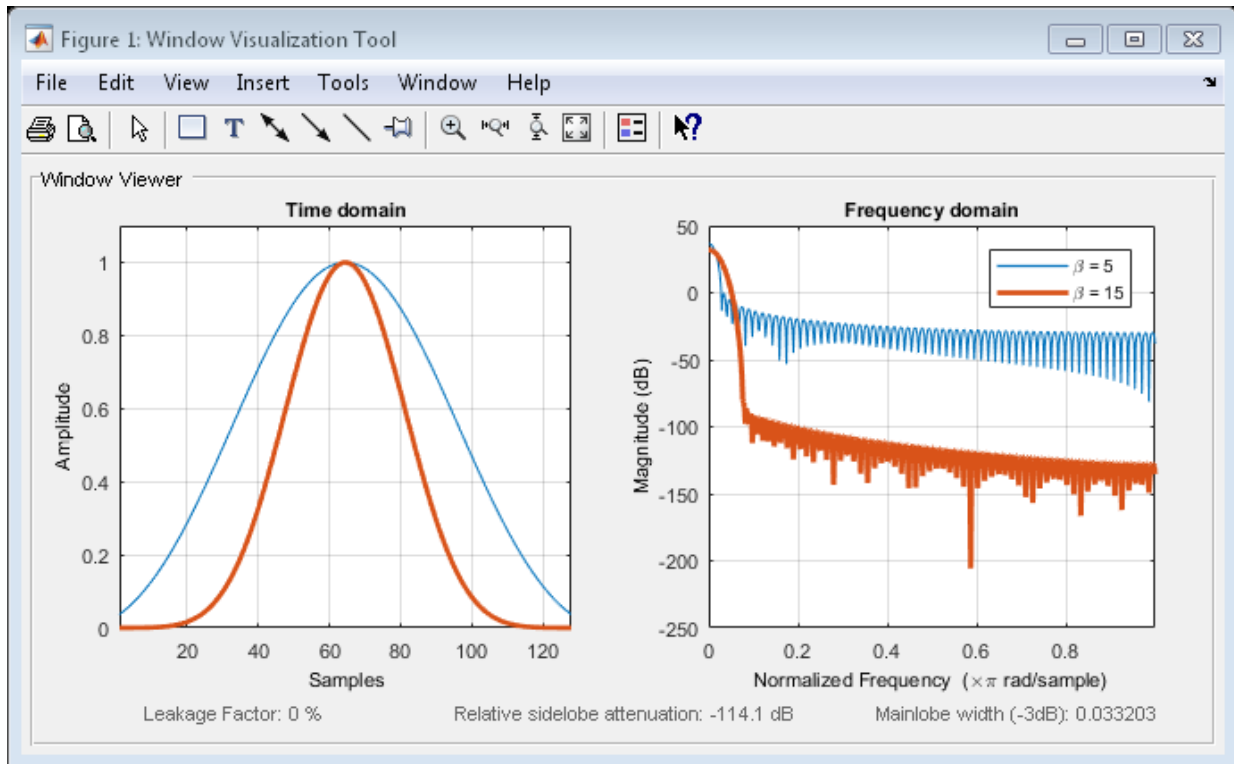 Figure 1: Window Visualization Tool
File Edit View Insert Tools Window Help
T
Window Viewer
Time domain
Amplitude
1
0.8
0.6
0.4
0.2
0
20 40 60 80 100 120
Samples
Frequency domain
β = 5
β = 15
Magnitude (dB)
50
0
-50
-100
-150
-200
-250
0 0.2 0.4 0.6 0.8
Normalized Frequency (×π rad/sample)
Leakage Factor: 0 % Relative sidelobe attenuation: -114.1 dB Mainlobe width (-3dB): 0.033203